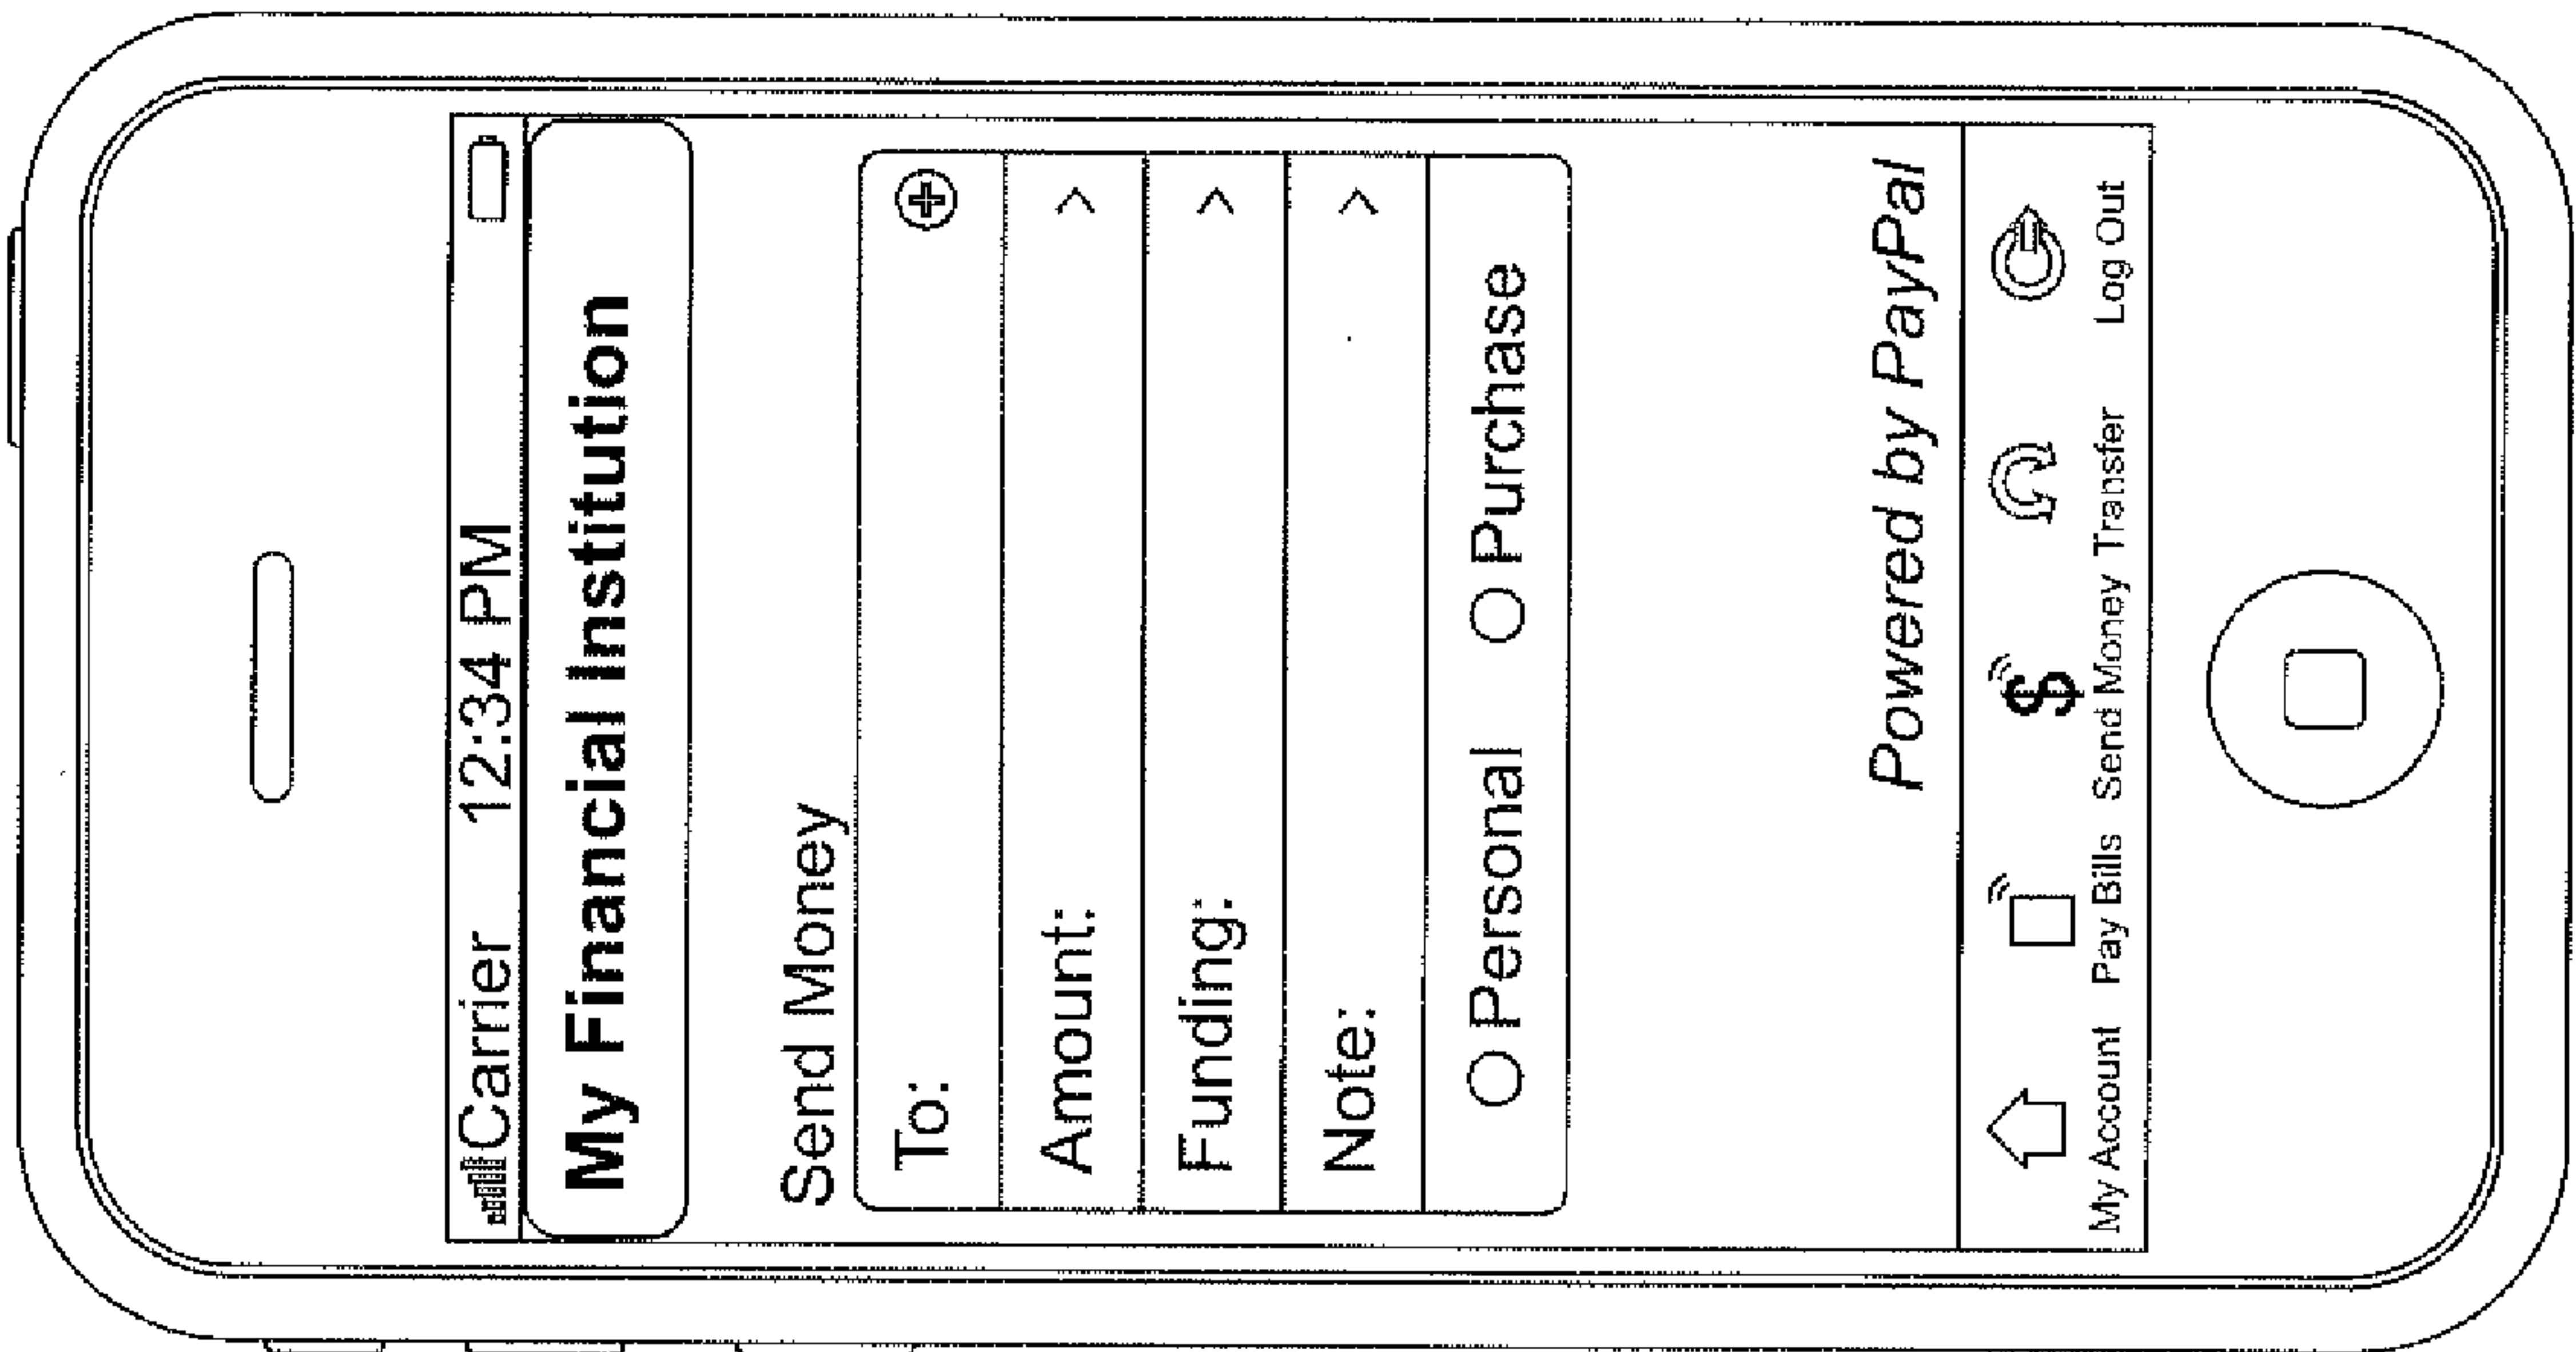 Carrier 12:34 PM
My Financial Institution
Send Money
To:
Amount: >
Funding: >
Note: >
Personal Purchase
Powered by PayPal
$
My Account Pay Bills Send Money Transfer Log Out